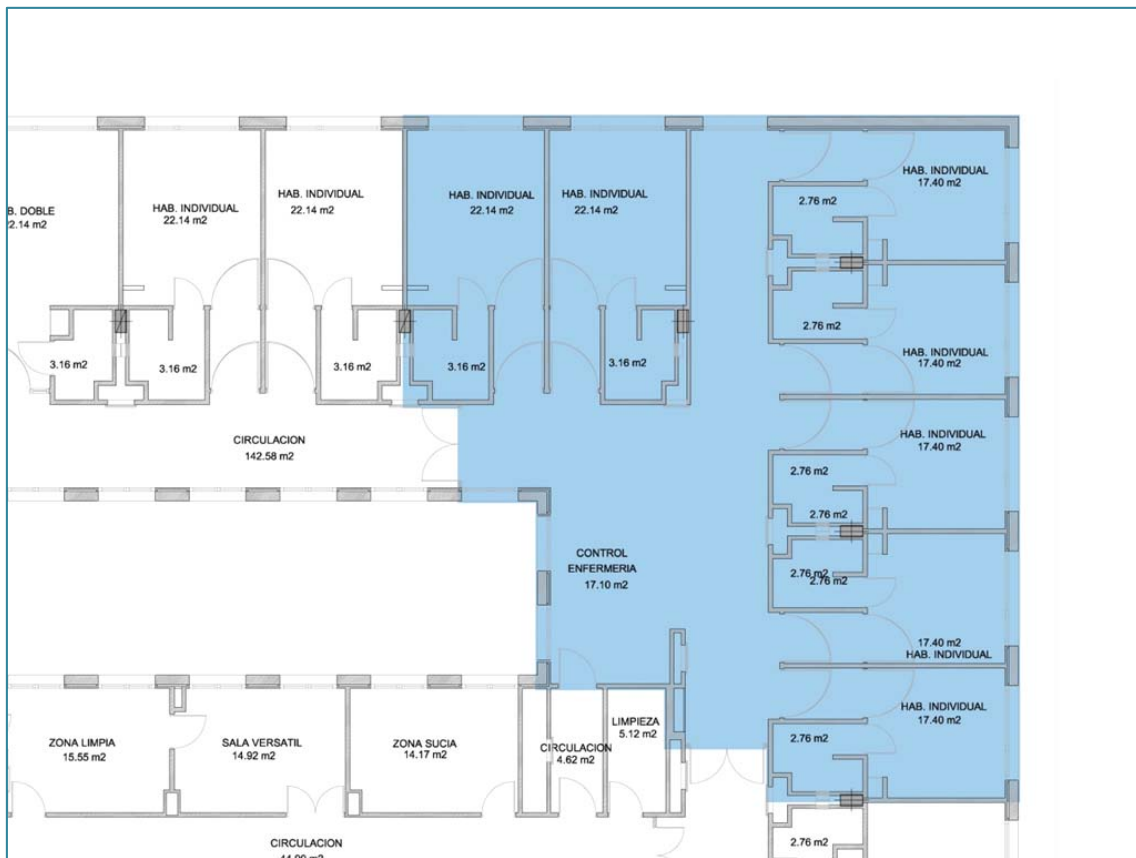 HAB. INDIVIDUAL
17.40 m2
2.76 m2
B. DOBLE
2.14 m2
HAB. INDIVIDUAL
22.14 m2
HAB. INDIVIDUAL
22.14 m2
HAB. INDIVIDUAL
22.14 m2
HAB. INDIVIDUAL
22.14 m2
2.76 m2
HAB. INDIVIDUAL
17.40 m2
3.16 m2
3.16 m2
3.16 m2
3.16 m2
3.16 m2
CIRCULACION
142.58 m2
HAB. INDIVIDUAL
17.40 m2
2.76 m2
2.76 m2
CONTROL
ENFERMERIA
17.10 m2
2.76 m2
2.76 m2
17.40 m2
HAB. INDIVIDUAL
HAB. INDIVIDUAL
17.40 m2
2.76 m2
ZONA LIMPIA
15.55 m2
SALA VERSATIL
14.92 m2
ZONA SUCIA
14.17 m2
CIRCULACION
4.62 m2
LIMPIEZA
5.12 m2
CIRCULACION
2.76 m2